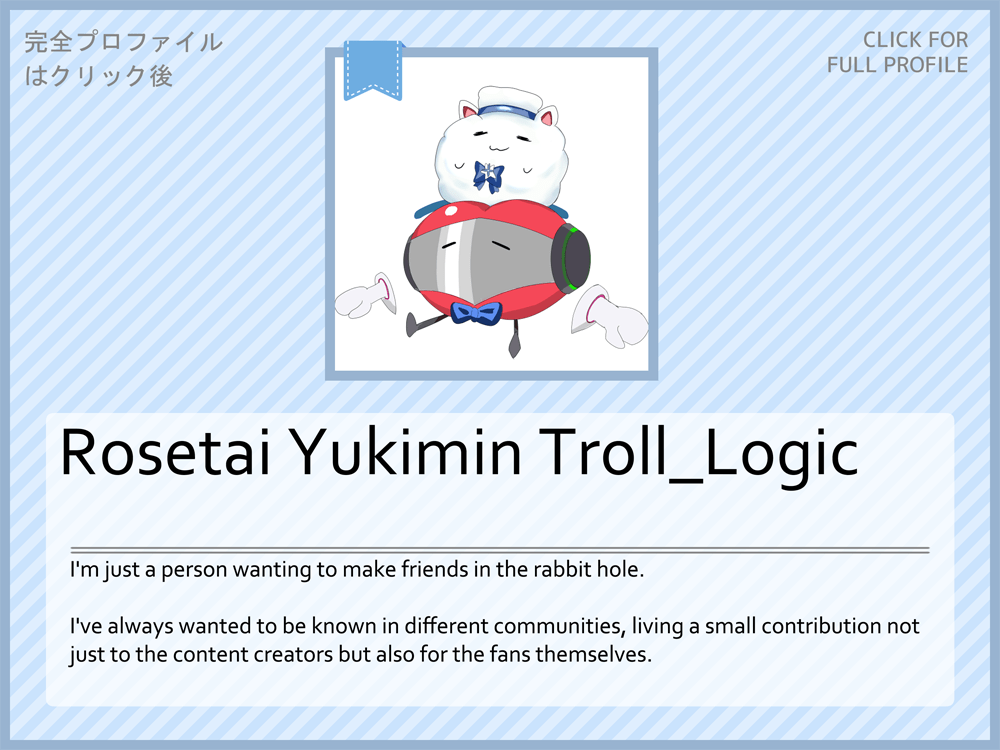 完全プロファイル
はクリック後
CLICK FOR
FULL PROFILE
Rosetai Yukimin Troll_Logic
I'm just a person wanting to make friends in the rabbit hole.
I've always wanted to be known in different communities, living a small contribution not
just to the content creators but also for the fans themselves.